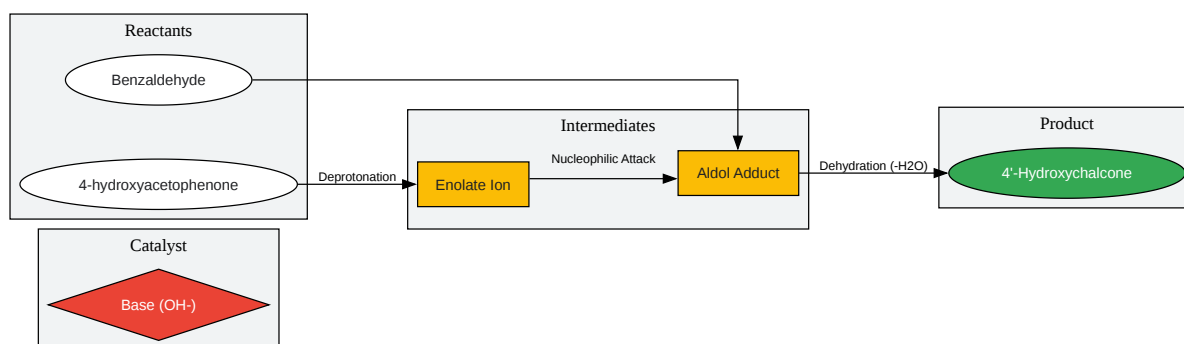 Reactants
Benzaldehyde
4-hydroxyacetophenone
Deprotonation
Intermediates
Enolate Ion
Nucleophilic Attack
Aldol Adduct
Dehydration (-H2O)
Product
4'-Hydroxychalcone
Catalyst
Base (OH-)